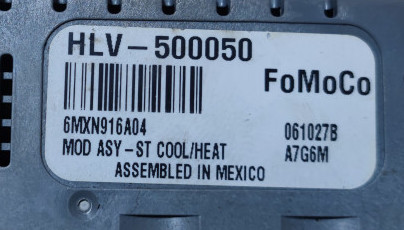 HLV-500050
FoMoCo
6MXN916A04
061027B
MOD ASY-ST COOL/HEAT
A7G6M
ASSEMBLED IN MEXICO